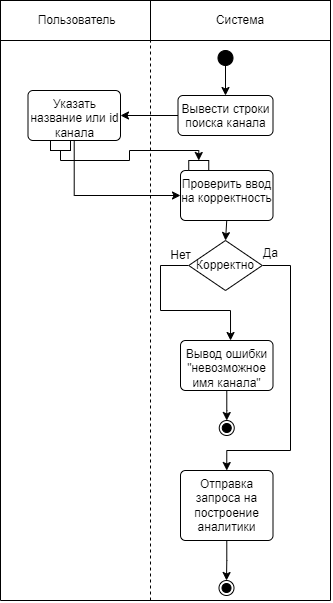 Пользователь
Система
Вывести строки
поиска канала
Указать
название или id
канала
Проверить ввод
на корректность
Нет
Корректно
Да
Вывод ошибки
"невозможное
имя канала"
Отправка
запроса на
построение
аналитики